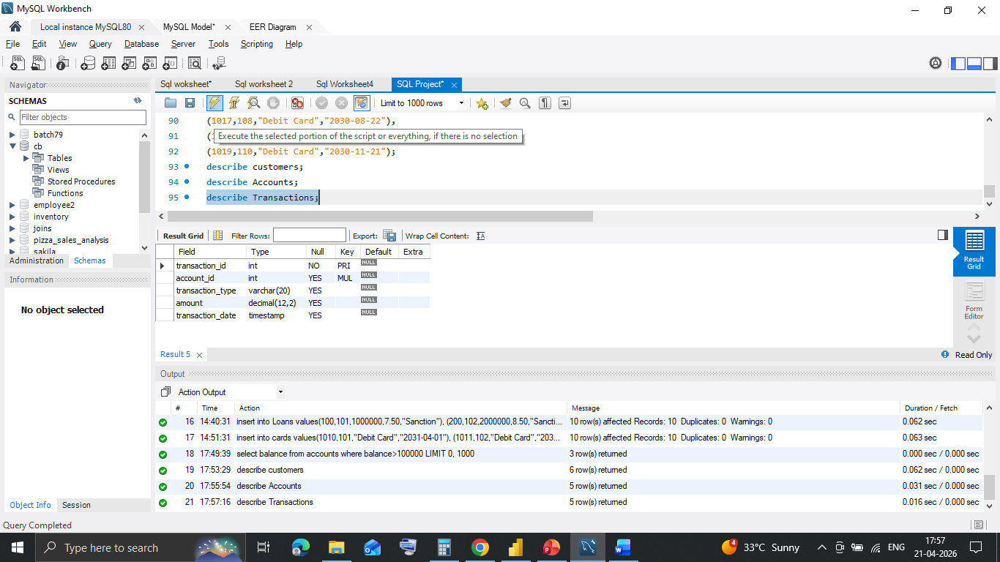 MySQL Workbench
Local instance MySQL80 MySQL Model* EER Diagram
File Edit View Query Database Server Tools Scripting Help
Navigator
SCHEMAS
Filter objects
batch79
cb
Tables
Views
Stored Procedures
Functions
employee2
inventory
joins
pizza_sales_analysis
sakila
Administration Schemas
Information
No object selected
Object Info Session
Sql woksheet* Sql worksheet 2 Sql Worksheet4 SQL Project*
Limit to 1000 rows
90 (1017,108,"Debit Card","2030-08-22"),
91 (1
Execute the selected portion of the script or everything, if there is no selection
92 (1019,110,"Debit Card","2030-11-21");
93 describe customers;
94 describe Accounts;
95 describe Transactions;
Result Grid Filter Rows: Export: Wrap Cell Content:
Field Type Null Key Default Extra
transaction_id int NO PRI NULL
account_id int YES MUL NULL
transaction_type varchar(20) YES NULL
amount decimal(12,2) YES NULL
transaction_date timestamp YES NULL
Result Grid
Form Editor
Result 5 Read Only
Output
Action Output
# Time Action Message Duration / Fetch
16 14:40:31 insert into Loans values(100,101,1000000,7.50,"Sanction"), (200,102,2000000,8.50,"Sancti... 10 row(s) affected Records: 10 Duplicates: 0 Warnings: 0 0.062 sec
17 14:51:31 insert into cards values(1010,101,"Debit Card","2031-04-01"), (1011,102,"Debit Card","203... 10 row(s) affected Records: 10 Duplicates: 0 Warnings: 0 0.063 sec
18 17:49:39 select balance from accounts where balance>100000 LIMIT 0, 1000 3 row(s) returned 0.000 sec / 0.000 sec
19 17:53:29 describe customers 6 row(s) returned 0.062 sec / 0.000 sec
20 17:55:54 describe Accounts 5 row(s) returned 0.031 sec / 0.000 sec
21 17:57:16 describe Transactions 5 row(s) returned 0.016 sec / 0.000 sec
Query Completed
Type here to search 4 33°C Sunny ENG 17:57
21-04-2026